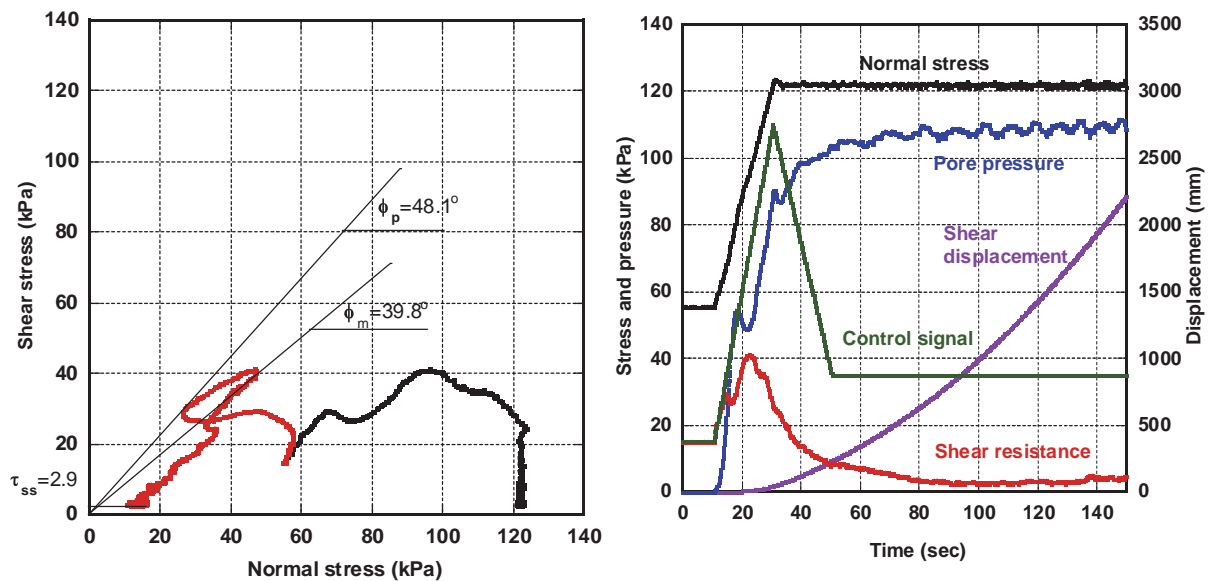 140
120
100
80
60
40
20
0
Shear stress (kPa)
ϕp=48.1°
ϕm=39.8°
τss=2.9
0 20 40 60 80 100 120 140
Normal stress (kPa)
140
120
100
80
60
40
20
0
Stress and pressure (kPa)
Normal stress
Pore pressure
Shear
displacement
Control signal
Shear resistance
3500
3000
2500
2000
1500
1000
500
0
Displacement (mm)
0 20 40 60 80 100 120 140
Time (sec)